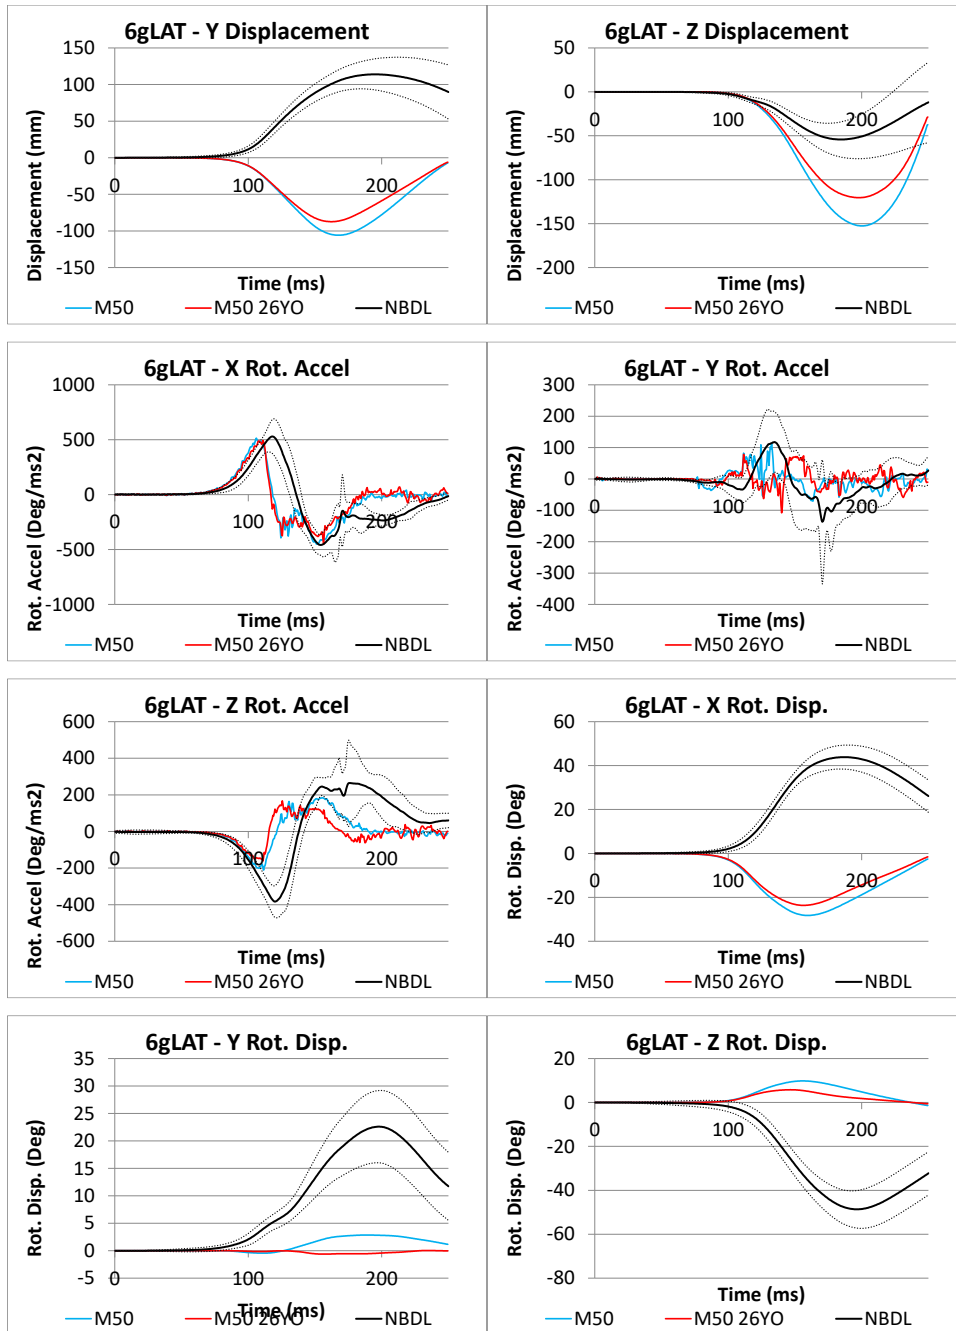 6gLAT - Y Displacement
150
100
50
0
-50
-100
-150
0
100
200
Displacement (mm)
Time (ms)
M50
M50 26YO
NBDL
6gLAT - Z Displacement
50
0
-50
-100
-150
-200
0
100
200
Displacement (mm)
Time (ms)
M50
M50 26YO
NBDL
6gLAT - X Rot. Accel
1000
500
0
-500
-1000
0
100
200
Rot. Accel (Deg/ms2)
Time (ms)
M50
M50 26YO
NBDL
6gLAT - Y Rot. Accel
300
200
100
0
-100
-200
-300
-400
0
100
200
Rot. Accel (Deg/ms2)
Time (ms)
M50
M50 26YO
NBDL
6gLAT - Z Rot. Accel
600
400
200
0
-200
-400
-600
0
100
200
Rot. Accel (Deg/ms2)
Time (ms)
M50
M50 26YO
NBDL
6gLAT - X Rot. Disp.
60
40
20
0
-20
-40
0
100
200
Rot. Disp. (Deg)
Time (ms)
M50
M50 26YO
NBDL
6gLAT - Y Rot. Disp.
35
30
25
20
15
10
5
0
-5
0
100
200
Rot. Disp. (Deg)
Time (ms)
M50
M50 26YO
NBDL
6gLAT - Z Rot. Disp.
20
0
-20
-40
-60
-80
0
100
200
Rot. Disp. (Deg)
Time (ms)
M50
M50 26YO
NBDL